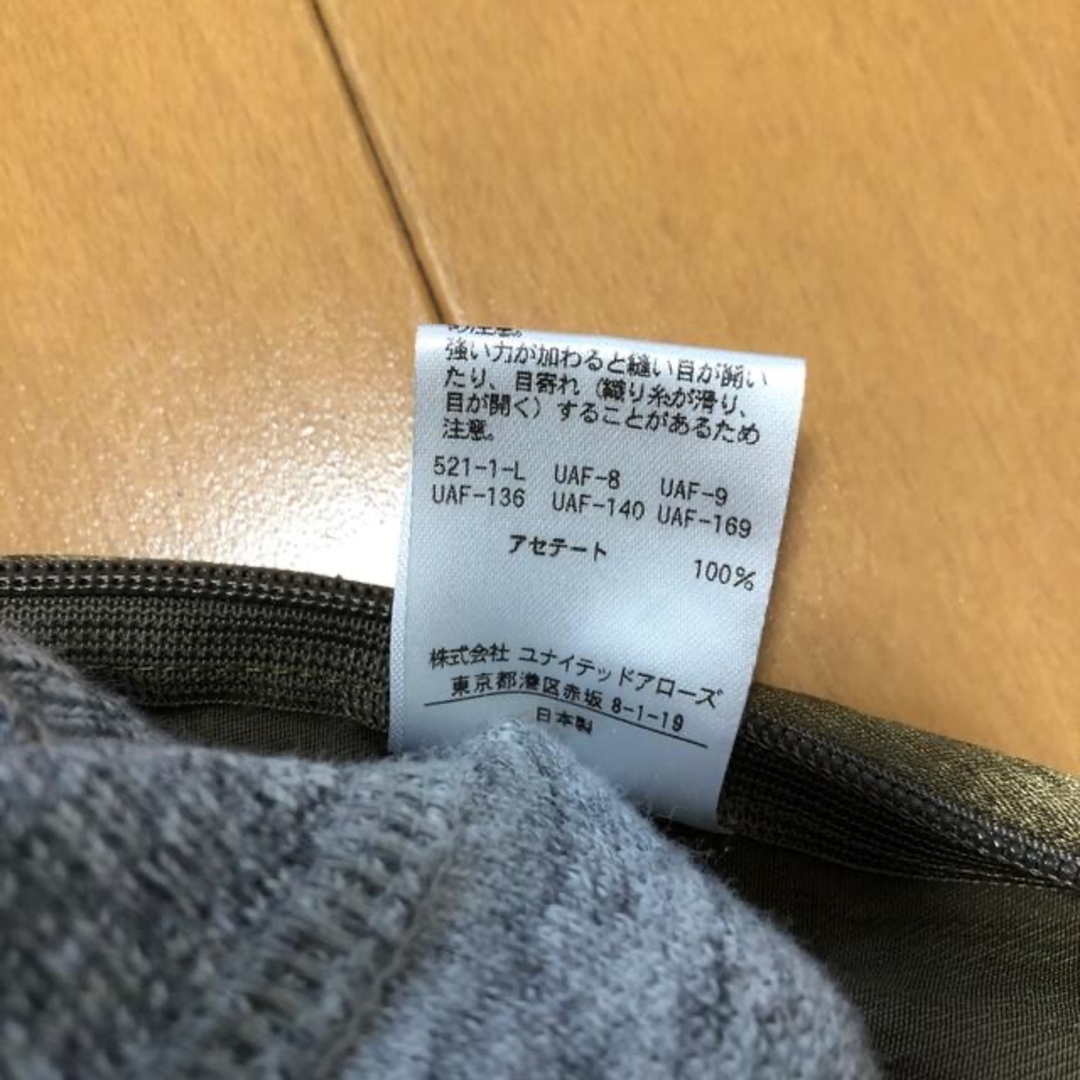 め注意。
強い力が加わると縫い目が開い
たり、目寄れ（織り糸が滑り、
目が開く）することがあるため
注意。
521-1-L UAF-8 UAF-9
UAF-136 UAF-140 UAF-169
アセテート 100%
株式会社 ユナイテッドアローズ
東京都港区赤坂 8-1-19
日本製